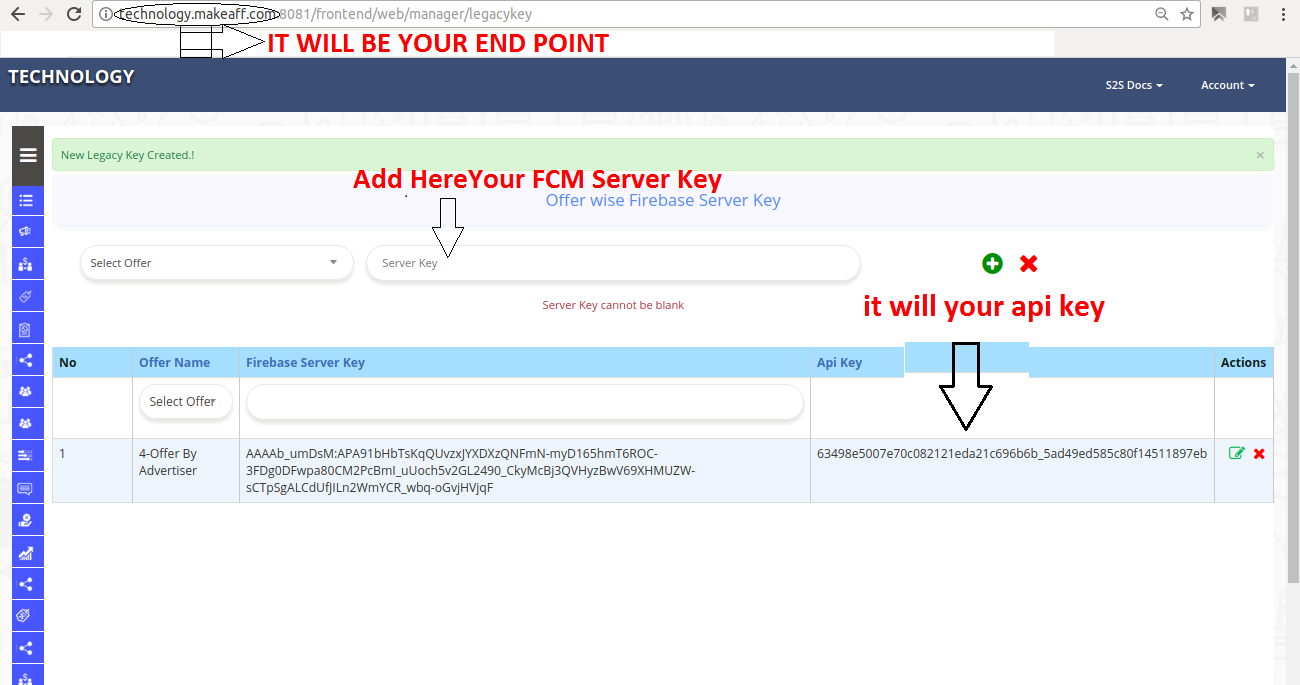 technology.makeaff.com:8081/frontend/web/manager/legacykey
IT WILL BE YOUR END POINT
TECHNOLOGY
S2S Docs
Account
New Legacy Key Created.!
×
Add HereYour FCM Server Key
Offer wise Firebase Server Key
Select Offer
Server Key
Server Key cannot be blank
it will your api key
No
Offer Name
Firebase Server Key
Api Key
Actions
Select Offer
1
4-Offer By
Advertiser
AAAAb_umDsM:APA91bHbTsKqQUvzxJYXDXzQNFmN-myD165hmT6ROC-
3FDg0DFwpa80CM2PcBmI_uUoch5v2GL2490_CkyMcBj3QVHyzBwV69XHMUZW-
sCTpSgALCdUfJILn2WmYCR_wbq-oGvjHVjqF
63498e5007e70c082121eda21c696b6b_5ad49ed585c80f14511897eb